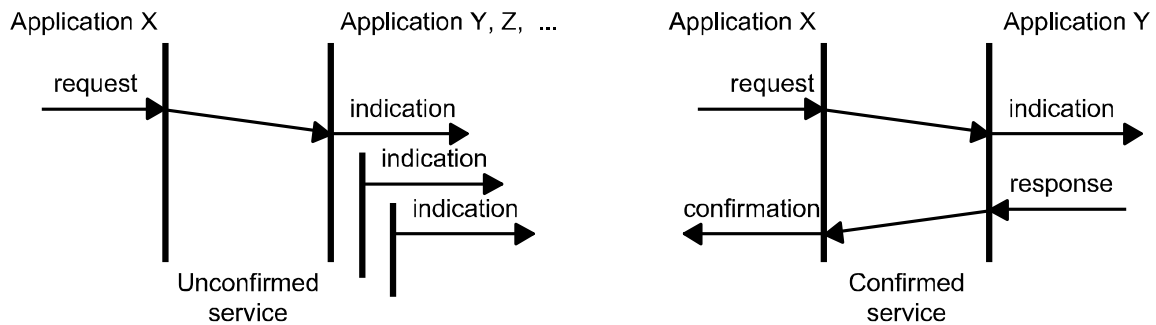 Application X
Application Y, Z, ...
request
indication
indication
indication
Unconfirmed
service
Application X
Application Y
request
indication
response
confirmation
Confirmed
service